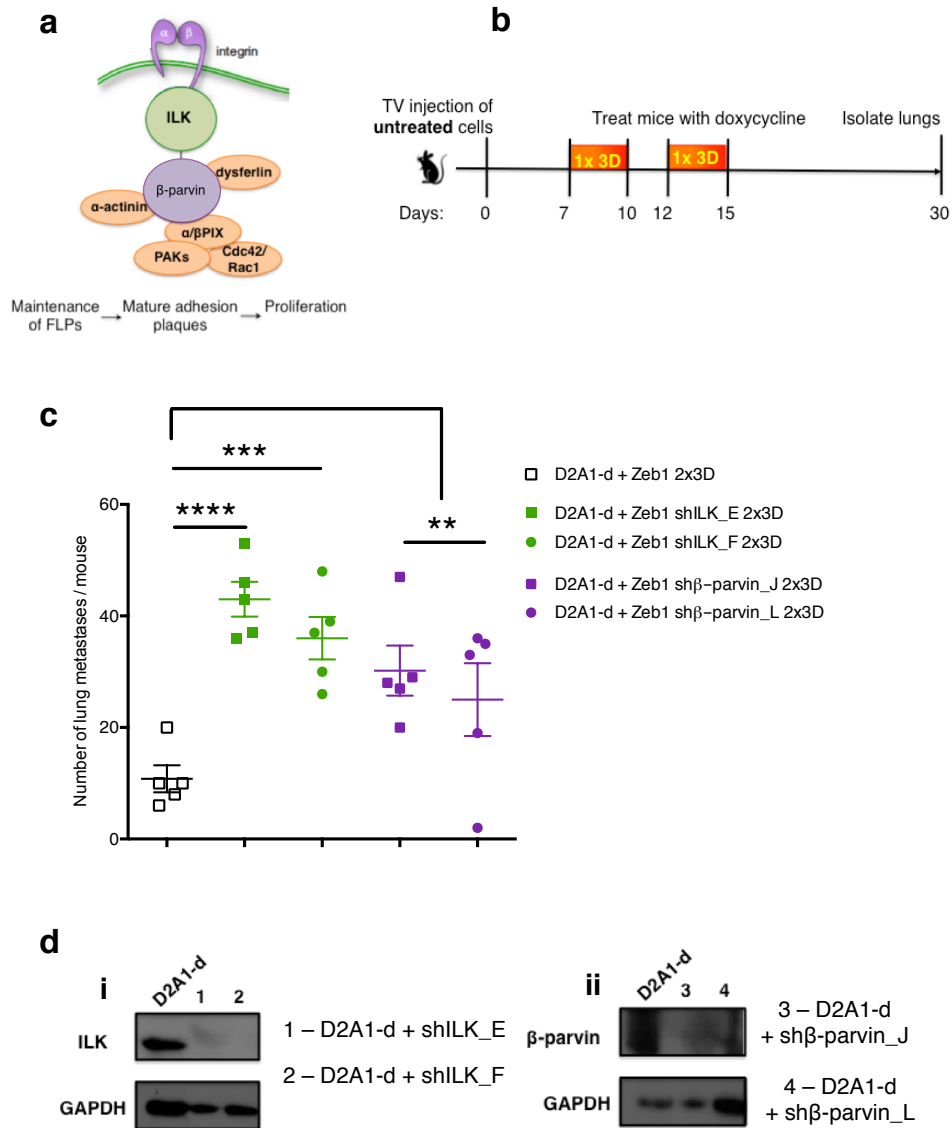 a
α β
integrin
ILK
dysferlin
β-parvin
α-actinin
α/βPIX
PAKs
Cdc42/
Rac1
Maintenance
of FLPs
Mature adhesion
plaques
Proliferation
b
TV injection of
untreated cells
Treat mice with doxycycline
Isolate lungs
1x 3D
1x 3D
Days:
0 7 10 12 15 30
c
***
****
**
60
40
20
0
Number of lung metastases / mouse
D2A1-d + Zeb1 2x3D
D2A1-d + Zeb1 shILK_E 2x3D
D2A1-d + Zeb1 shILK_F 2x3D
D2A1-d + Zeb1 shβ-parvin_J 2x3D
D2A1-d + Zeb1 shβ-parvin_L 2x3D
d
i
D2A1-d 1 2
ILK
GAPDH
1 – D2A1-d + shILK_E
2 – D2A1-d + shILK_F
ii
D2A1-d 3 4
β-parvin
GAPDH
3 – D2A1-d
+ shβ-parvin_J
4 – D2A1-d
+ shβ-parvin_L